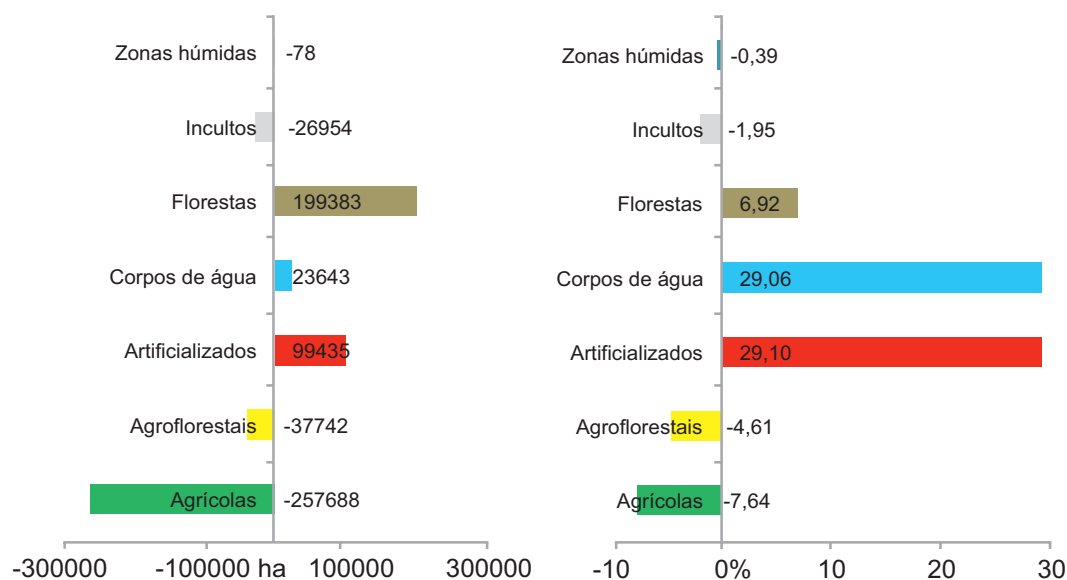 Zonas húmidas -78
Incultos -26954
Florestas 199383
Corpos de água 23643
Artificializados 99435
Agroflorestais -37742
Agrícolas -257688
-300000 -100000 ha 100000 300000
Zonas húmidas -0,39
Incultos -1,95
Florestas 6,92
Corpos de água 29,06
Artificializados 29,10
Agroflorestais -4,61
Agrícolas -7,64
-10 0% 10 20 30